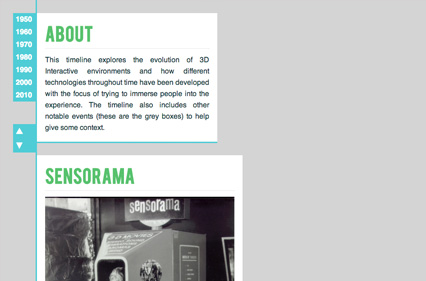 1950
1960
1970
1980
1990
2000
2010
ABOUT
This timeline explores the evolution of 3D
Interactive environments and how different
technologies throughout time have been developed
with the focus of trying to immerse people into the
experience. The timeline also includes other
notable events (these are the grey boxes) to help
give some context.
SENSORAMA
sensorama